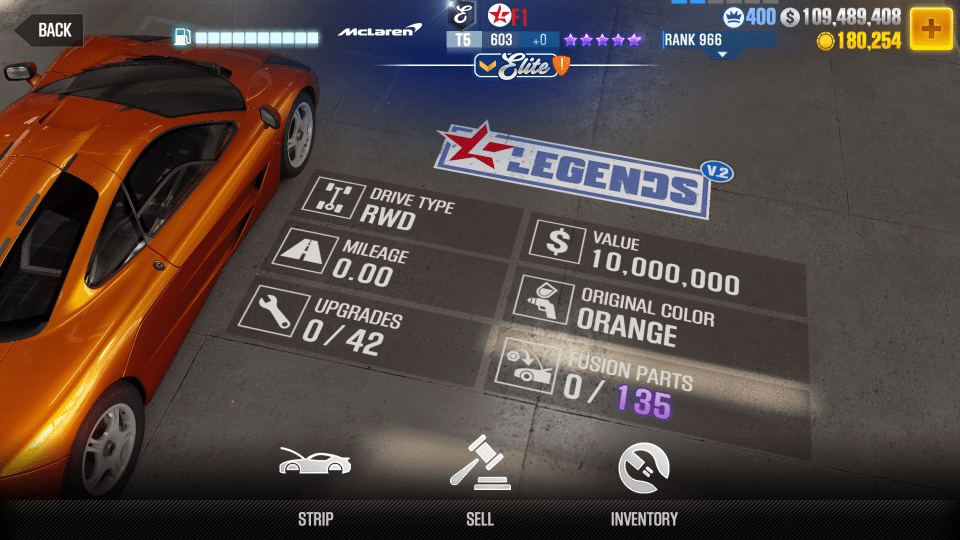 BACK
McLaren
F1
T5 603 +0
Elite
400 $ 109,489,408
RANK 966
180,254
LEGENDS V.2
DRIVE TYPE
RWD
MILEAGE
0.00
UPGRADES
0 / 42
VALUE
10,000,000
ORIGINAL COLOR
ORANGE
FUSION PARTS
0 / 135
STRIP
SELL
INVENTORY